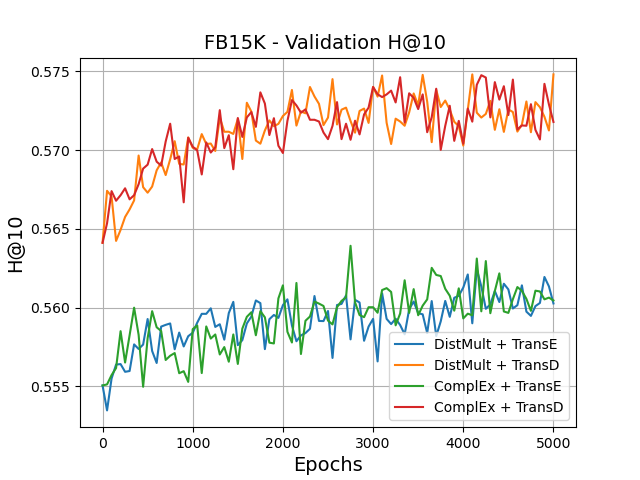 FB15K - Validation H@10
0.575
0.570
0.565
0.560
0.555
H@10
0
1000
2000
3000
4000
5000
Epochs
DistMult + TransE
DistMult + TransD
ComplEx + TransE
ComplEx + TransD